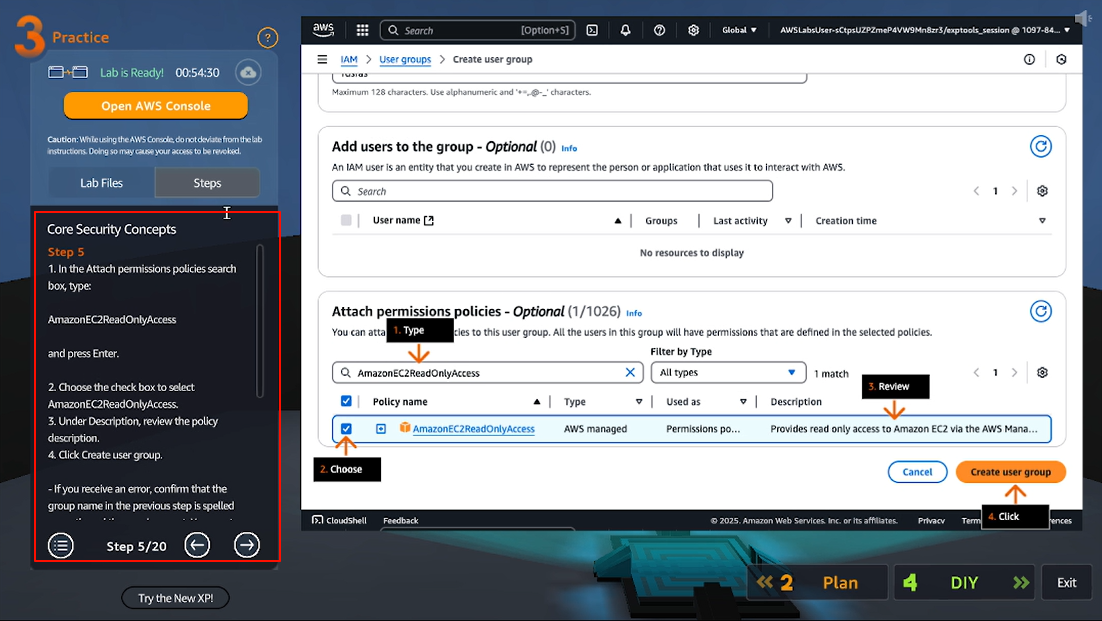 3 Practice
?
Lab is Ready! 00:54:30
Open AWS Console
Caution: While using the AWS Console, do not deviate from the lab
instructions. Doing so may cause your access to be revoked.
Lab Files Steps
Core Security Concepts
Step 5
1. In the Attach permissions policies search
box, type:
AmazonEC2ReadOnlyAccess
and press Enter.
2. Choose the check box to select
AmazonEC2ReadOnlyAccess.
3. Under Description, review the policy
description.
4. Click Create user group.
- If you receive an error, confirm that the
group name in the previous step is spelled
Step 5/20
Try the New XP!
aws Search [Option+S] Global AWSLabsUser-sCtpsUZPZmeP4VW9Mn8zr3/exptools_session @ 1097-84...
IAM > User groups > Create user group
Maximum 128 characters. Use alphanumeric and '+=,.@-_' characters.
Add users to the group - Optional (0) Info
An IAM user is an entity that you create in AWS to represent the person or application that uses it to interact with AWS.
Search
1
User name Groups Last activity Creation time
No resources to display
Attach permissions policies - Optional (1/1026) Info
You can atta cies to this user group. All the users in this group will have permissions that are defined in the selected policies.
1. Type
Filter by Type
AmazonEC2ReadOnlyAccess All types 1 match 1
3. Review
Policy name Type Used as Description
AmazonEC2ReadOnlyAccess AWS managed Permissions po... Provides read only access to Amazon EC2 via the AWS Mana...
2. Choose
Cancel Create user group
4. Click
CloudShell Feedback © 2025, Amazon Web Services, Inc. or its affiliates. Privacy Term rences
2 Plan 4 DIY Exit